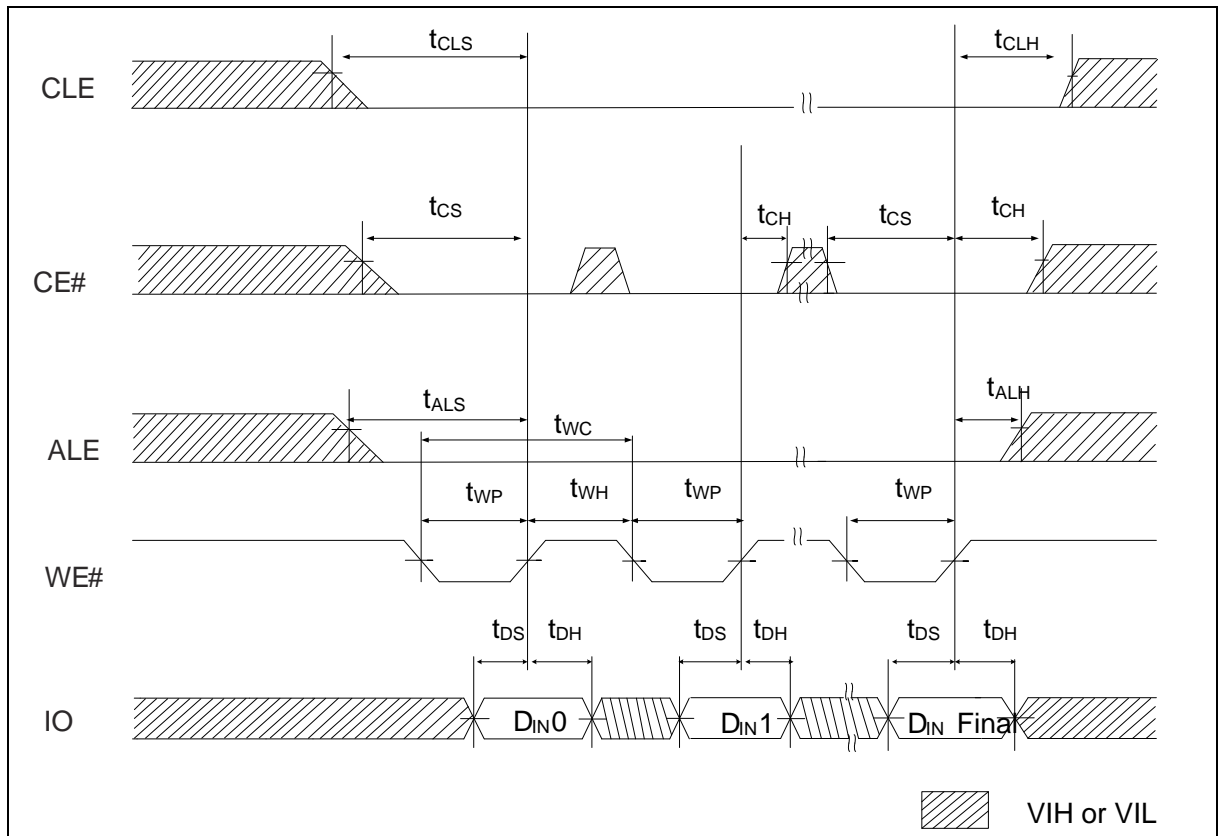 tCLS tCLH
CLE
tCS tCH tCS tCH
CE#
tALS tALH
tWC
ALE
tWP tWH tWP tWP
WE#
tDS tDH tDS tDH tDS tDH
IO DIN0 DIN1 DIN Final
VIH or VIL